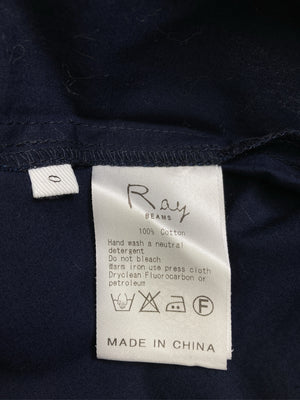 0
Ray
BEAMS
100% Cotton
Hand wash a neutral
detergent
Do not bleach
Warm iron use press cloth
Dryclean Fluorocarbon or
petroleum
F
MADE IN CHINA